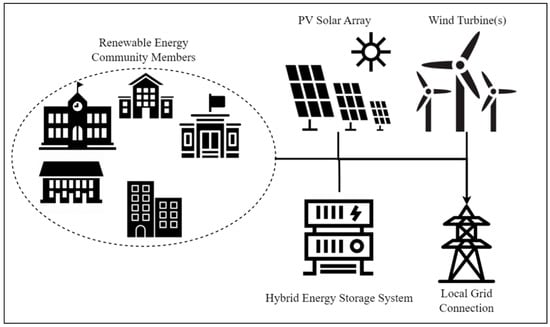 Renewable Energy
Community Members
PV Solar Array
Wind Turbine(s)
Hybrid Energy Storage System
Local Grid
Connection